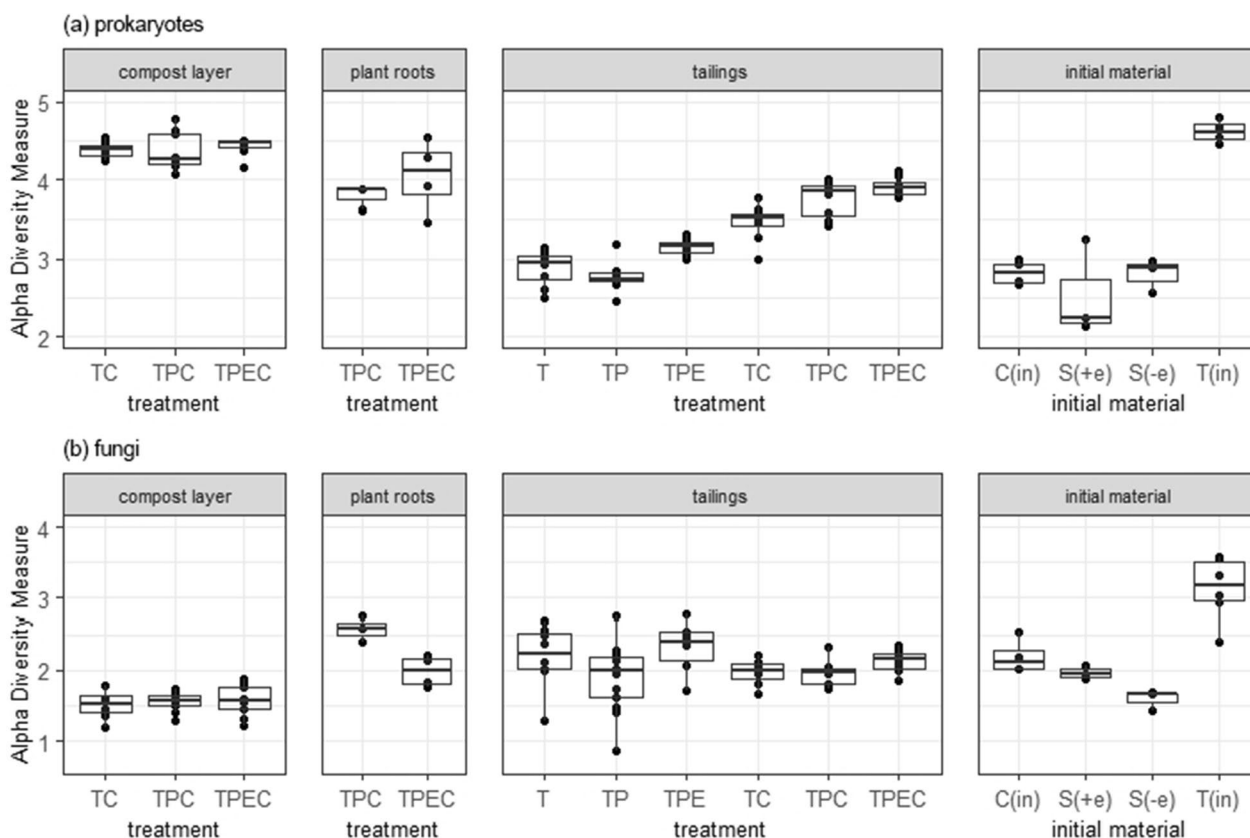 (a) prokaryotes
compost layer plant roots tailings initial material
Alpha Diversity Measure
5
4
3
2
TC TPC TPEC TPC TPEC T TP TPE TC TPC TPEC C(in) S(+e) S(-e) T(in)
treatment treatment treatment initial material
(b) fungi
compost layer plant roots tailings initial material
Alpha Diversity Measure
4
3
2
1
TC TPC TPEC TPC TPEC T TP TPE TC TPC TPEC C(in) S(+e) S(-e) T(in)
treatment treatment treatment initial material